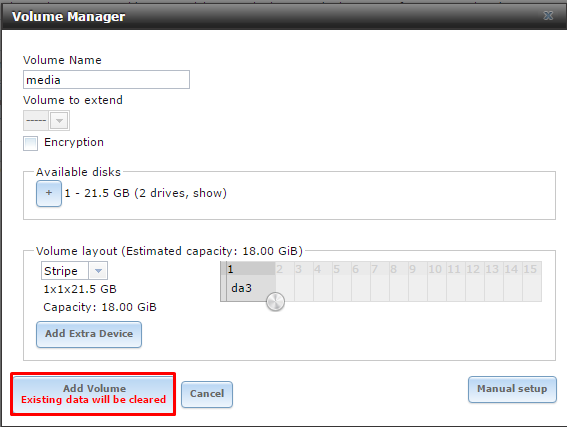 Volume Manager
Volume Name
media
Volume to extend
-----
Encryption
Available disks
+ 1 - 21.5 GB (2 drives, show)
Volume layout (Estimated capacity: 18.00 GiB)
Stripe
1 2 3 4 5 6 7 8 9 10 11 12 13 14 15
da3
1x1x21.5 GB
Capacity: 18.00 GiB
Add Extra Device
Add Volume
Existing data will be cleared
Cancel
Manual setup